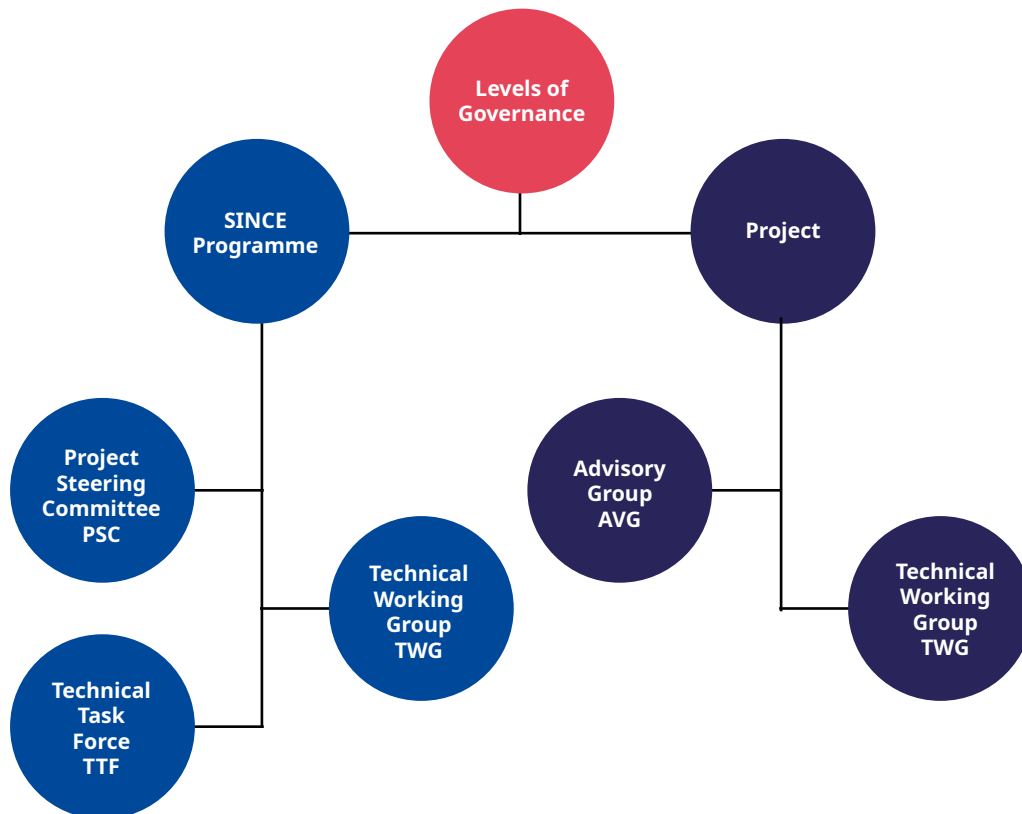 Levels of
Governance
SINCE
Programme
Project
Project
Steering
Committee
PSC
Advisory
Group
AVG
Technical
Working
Group
TWG
Technical
Working
Group
TWG
Technical
Task
Force
TTF